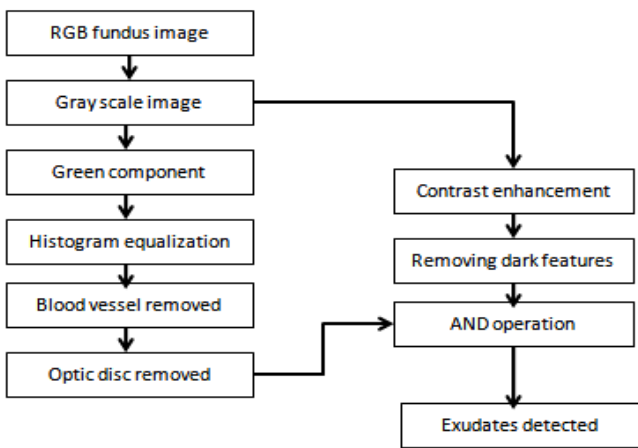 RGB fundus image
Gray scale image
Green component
Histogram equalization
Blood vessel removed
Optic disc removed
Contrast enhancement
Removing dark features
AND operation
Exudates detected